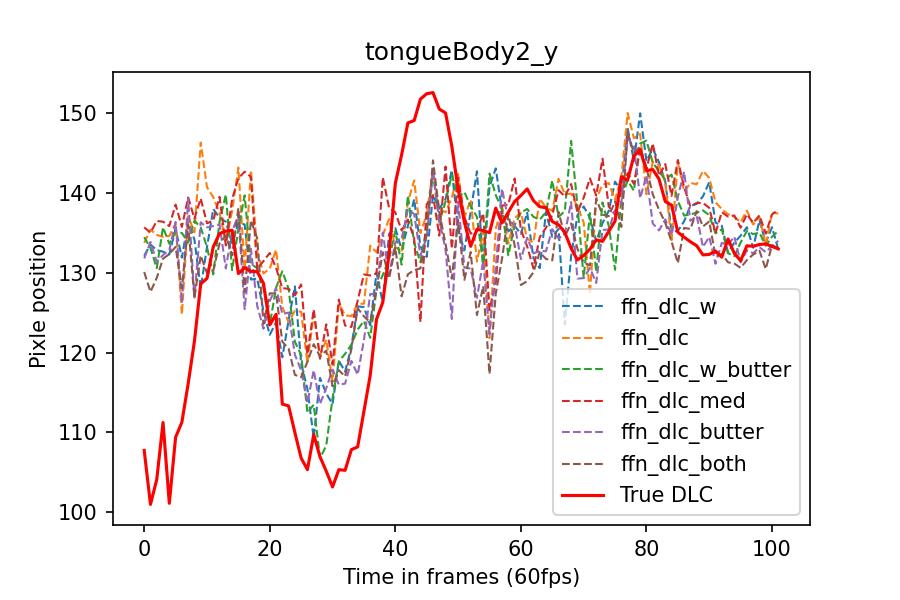 tongueBody2_y
Pixle position
150
140
130
120
110
100
0 20 40 60 80 100
Time in frames (60fps)
ffn_dlc_w
ffn_dlc
ffn_dlc_w_butter
ffn_dlc_med
ffn_dlc_butter
ffn_dlc_both
True DLC